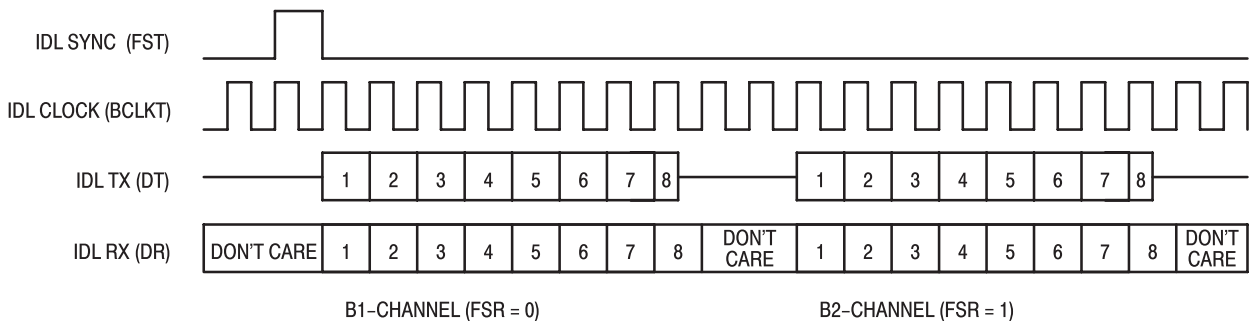 IDL SYNC (FST)
IDL CLOCK (BCLKT)
IDL TX (DT) 1 2 3 4 5 6 7 8 1 2 3 4 5 6 7 8
IDL RX (DR) DON'T CARE 1 2 3 4 5 6 7 8 DON'T CARE 1 2 3 4 5 6 7 8 DON'T CARE
B1–CHANNEL (FSR = 0) B2–CHANNEL (FSR = 1)